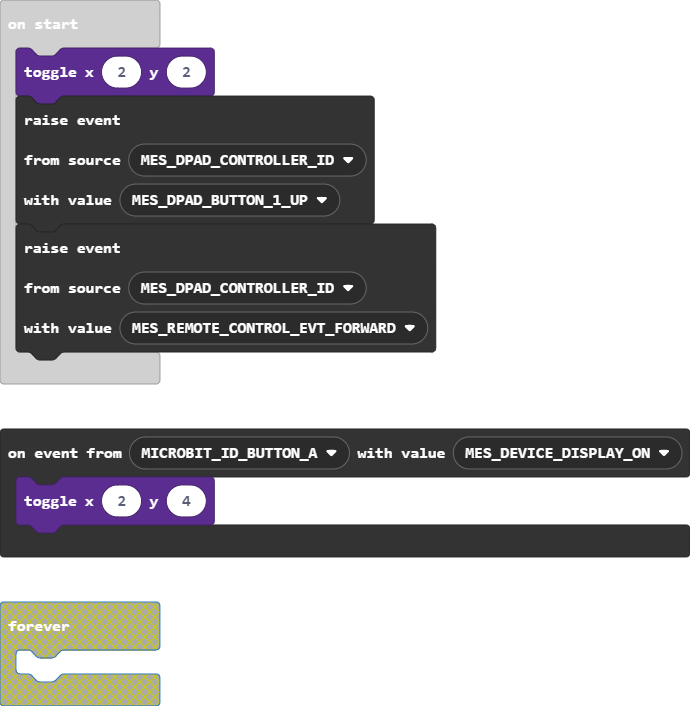 on start
toggle x 2 y 2
raise event
from source MES_DPAD_CONTROLLER_ID
with value MES_DPAD_BUTTON_1_UP
raise event
from source MES_DPAD_CONTROLLER_ID
with value MES_REMOTE_CONTROL_EVT_FORWARD
on event from MICROBIT_ID_BUTTON_A with value MES_DEVICE_DISPLAY_ON
toggle x 2 y 4
forever